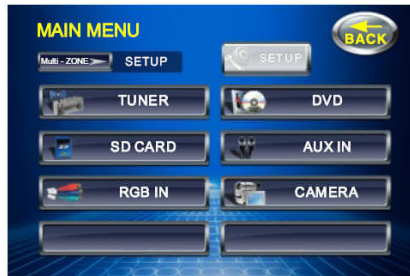 MAIN MENU
BACK
Multi - ZONE SETUP
SETUP
TUNER
DVD
SD CARD
AUX IN
RGB IN
CAMERA